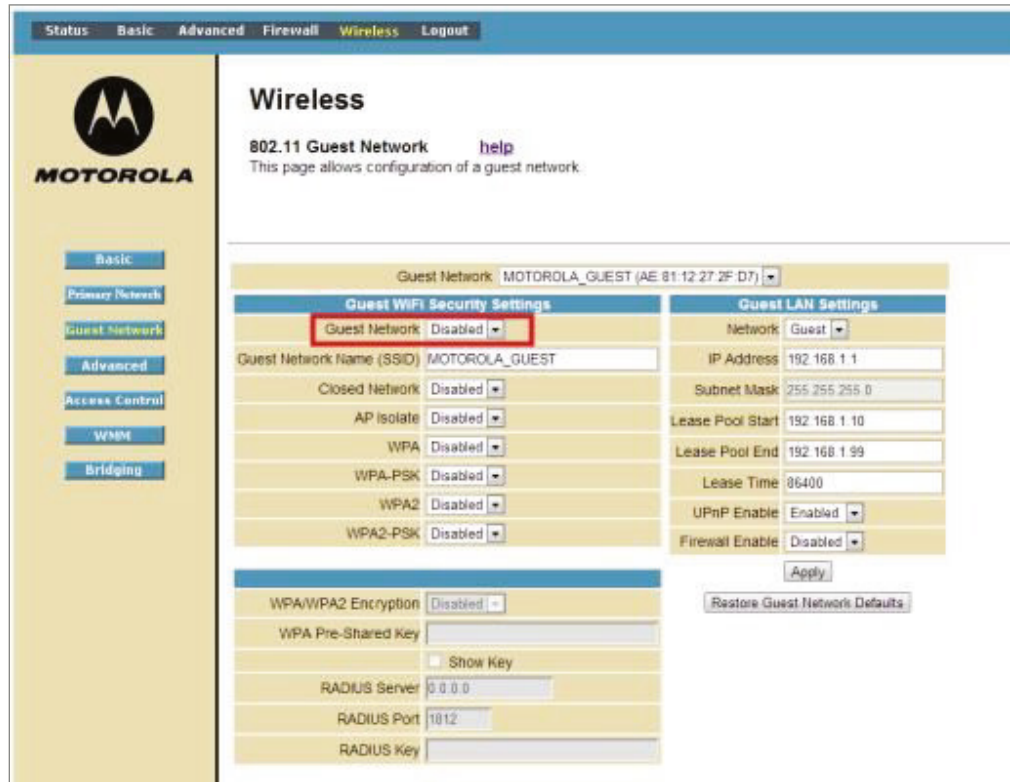 Status Basic Advanced Firewall Wireless Logout
MOTOROLA
Wireless
802.11 Guest Network help
This page allows configuration of a guest network
Basic
Primary Network
Guest Network
Advanced
Access Control
WMM
Bridging
Guest Network MOTOROLA_GUEST (AE:81:12:27:2F:D7)
Guest WiFi Security Settings
Guest Network Disabled
Guest Network Name (SSID) MOTOROLA_GUEST
Closed Network Disabled
AP Isolate Disabled
WPA Disabled
WPA-PSK Disabled
WPA2 Disabled
WPA2-PSK Disabled
WPA/WPA2 Encryption Disabled
WPA Pre-Shared Key
Show Key
RADIUS Server 0.0.0.0
RADIUS Port 1812
RADIUS Key
Guest LAN Settings
Network Guest
IP Address 192.168.1.1
Subnet Mask 255.255.255.0
Lease Pool Start 192.168.1.10
Lease Pool End 192.168.1.99
Lease Time 86400
UPnP Enable Enabled
Firewall Enable Disabled
Apply
Restore Guest Network Defaults